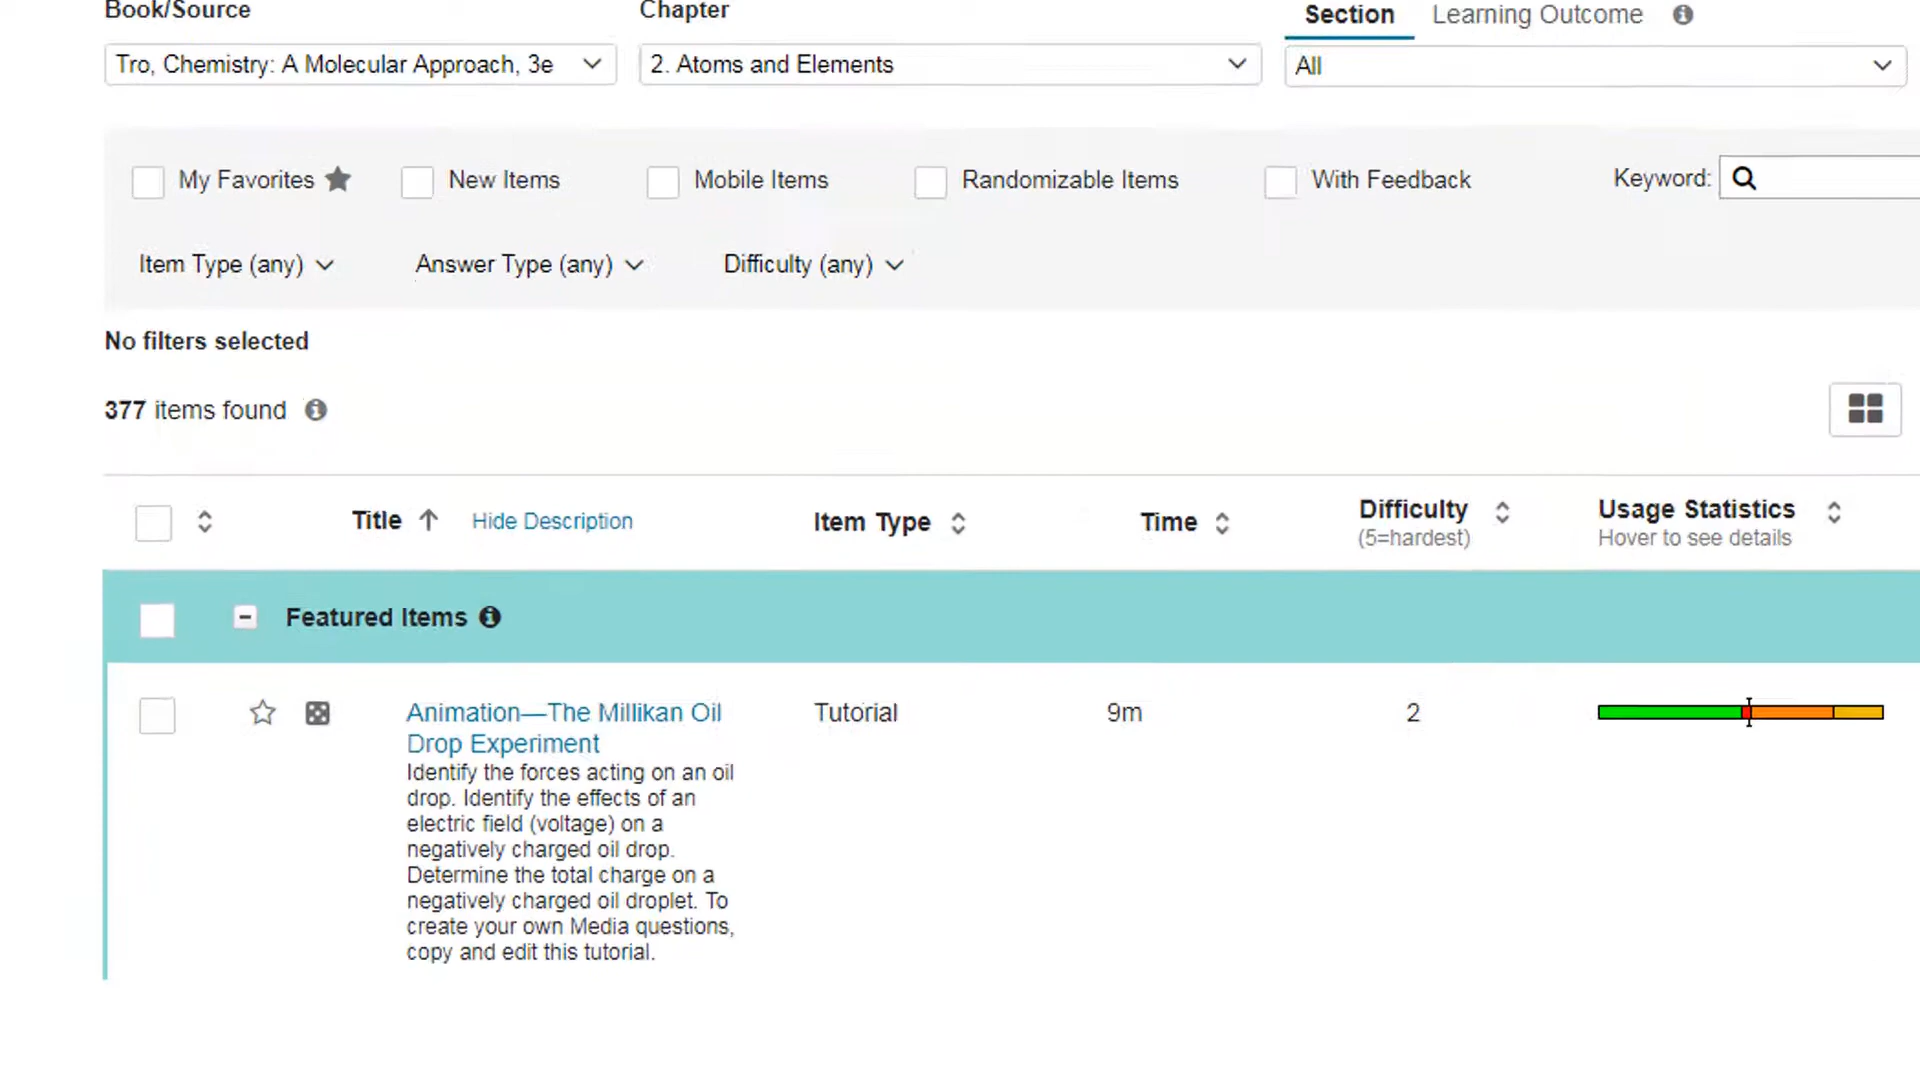 Book/Source Chapter Section Learning Outcome
Tro, Chemistry: A Molecular Approach, 3e 2. Atoms and Elements All
My Favorites New Items Mobile Items Randomizable Items With Feedback Keyword:
Item Type (any) Answer Type (any) Difficulty (any)
No filters selected
377 items found
Title Hide Description Item Type Time Difficulty Usage Statistics
(5=hardest) Hover to see details
Featured Items
Animation—The Millikan Oil Tutorial 9m 2
Drop Experiment
Identify the forces acting on an oil
drop. Identify the effects of an
electric field (voltage) on a
negatively charged oil drop.
Determine the total charge on a
negatively charged oil droplet. To
create your own Media questions,
copy and edit this tutorial.